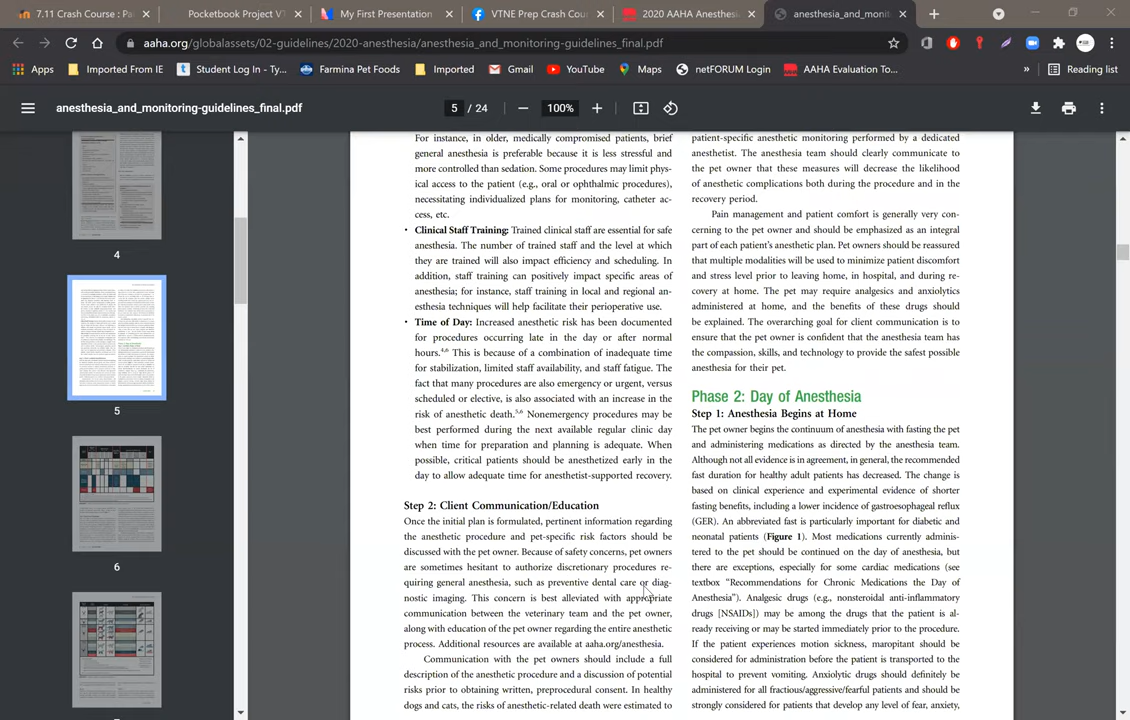 7.11 Crash Course : Pa
Pocketbook Project V
My First Presentation
VTNE Prep Crash Cou
2020 AAHA Anesthesi
anesthesia_and_moni
aaha.org/globalassets/02-guidelines/2020-anesthesia/anesthesia_and_monitoring-guidelines_final.pdf
Apps
Imported From IE
Student Log In - Ty...
Farmina Pet Foods
Imported
Gmail
YouTube
Maps
netFORUM Login
AAHA Evaluation To...
»
Reading list
anesthesia_and_monitoring-guidelines_final.pdf
5 / 24
100%
4
5
6
For instance, in older, medically compromised patients, brief
general anesthesia is preferable because it is less stressful and
more controlled than sedation. Some procedures may limit phys-
ical access to the patient (e.g., oral or ophthalmic procedures),
necessitating individualized plans for monitoring, catheter ac-
cess, etc.
• Clinical Staff Training: Trained clinical staff are essential for safe
anesthesia. The number of trained staff and the level at which
they are trained will also impact efficiency and scheduling. In
addition, staff training can positively impact specific areas of
anesthesia; for instance, staff training in local and regional an-
esthesia techniques will help facilitate their perioperative use.
• Time of Day: Increased anesthetic risk has been documented
for procedures occurring late in the day or after normal
hours.4,6 This is because of a combination of inadequate time
for stabilization, limited staff availability, and staff fatigue. The
fact that many procedures are also emergency or urgent, versus
scheduled or elective, is also associated with an increase in the
risk of anesthetic death.5,6 Nonemergency procedures may be
best performed during the next available regular clinic day
when time for preparation and planning is adequate. When
possible, critical patients should be anesthetized early in the
day to allow adequate time for anesthetist-supported recovery.
Step 2: Client Communication/Education
Once the initial plan is formulated, pertinent information regarding
the anesthetic procedure and pet-specific risk factors should be
discussed with the pet owner. Because of safety concerns, pet owners
are sometimes hesitant to authorize discretionary procedures re-
quiring general anesthesia, such as preventive dental care or diag-
nostic imaging. This concern is best alleviated with appropriate
communication between the veterinary team and the pet owner,
along with education of the pet owner regarding the entire anesthetic
process. Additional resources are available at aaha.org/anesthesia.
Communication with the pet owners should include a full
description of the anesthetic procedure and a discussion of potential
risks prior to obtaining written, preprocedural consent. In healthy
dogs and cats, the risks of anesthetic-related death were estimated to
patient-specific anesthetic monitoring performed by a dedicated
anesthetist. The anesthesia team should clearly communicate to
the pet owner that these measures will decrease the likelihood
of anesthetic complications both during the procedure and in the
recovery period.
Pain management and patient comfort is generally very con-
cerning to the pet owner and should be emphasized as an integral
part of each patient's anesthetic plan. Pet owners should be reassured
that multiple modalities will be used to minimize patient discomfort
and stress level prior to leaving home, in hospital, and during re-
covery at home. The pet may require analgesics and anxiolytics
administered at home, and the benefits of these drugs should
be explained. The overarching goal for client communication is to
ensure that the pet owner is confident that the anesthesia team has
the compassion, skills, and technology to provide the safest possible
anesthesia for their pet.
Phase 2: Day of Anesthesia
Step 1: Anesthesia Begins at Home
The pet owner begins the continuum of anesthesia with fasting the pet
and administering medications as directed by the anesthesia team.
Although not all evidence is in agreement, in general, the recommended
fast duration for healthy adult patients has decreased. The change is
based on clinical experience and experimental evidence of shorter
fasting benefits, including a lower incidence of gastroesophageal reflux
(GER). An abbreviated fast is particularly important for diabetic and
neonatal patients (Figure 1). Most medications currently adminis-
tered to the pet should be continued on the day of anesthesia, but
there are exceptions, especially for some cardiac medications (see
textbox "Recommendations for Chronic Medications the Day of
Anesthesia"). Analgesic drugs (e.g., nonsteroidal anti-inflammatory
drugs [NSAIDs]) may be among the drugs that the patient is al-
ready receiving or may be started immediately prior to the procedure.
If the patient experiences motion sickness, maropitant should be
considered for administration before the patient is transported to the
hospital to prevent vomiting. Anxiolytic drugs should definitely be
administered for all fractious/aggressive/fearful patients and should be
strongly considered for patients that develop any level of fear, anxiety,